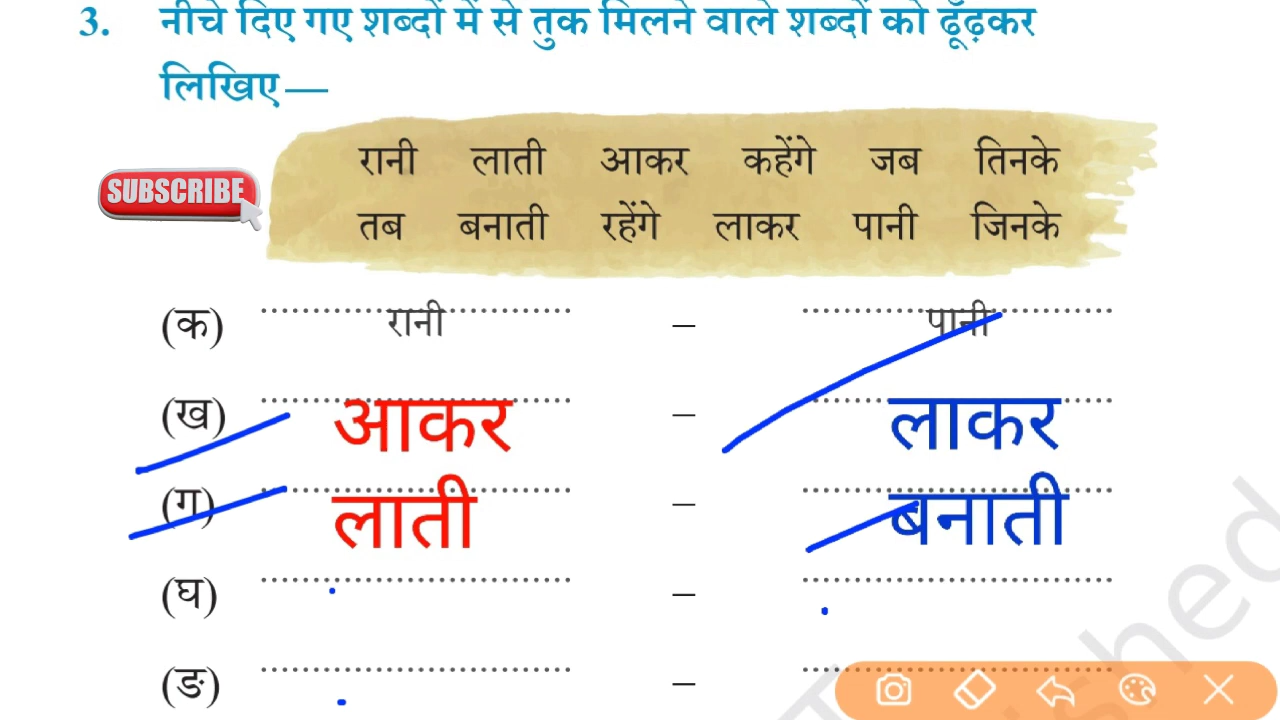 3. नीचे दिए गए शब्दों में से तुक मिलने वाले शब्दों को ढूँढ़कर
लिखिए—
रानी लाती आकर कहेंगे जब तिनके
SUBSCRIBE
तब बनाती रहेंगे लाकर पानी जिनके
(क) रानी – पानी
(ख) आकर – लाकर
(ग) लाती – बनाती
(घ) –
(ङ) –